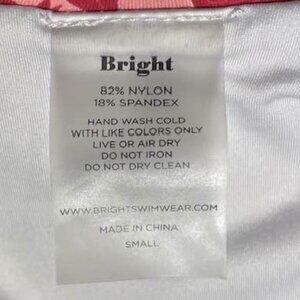 Bright
82% NYLON
18% SPANDEX
HAND WASH COLD
WITH LIKE COLORS ONLY
LIVE OR AIR DRY
DO NOT IRON
DO NOT DRY CLEAN
WWW.BRIGHTSWIMWEAR.COM
MADE IN CHINA
SMALL